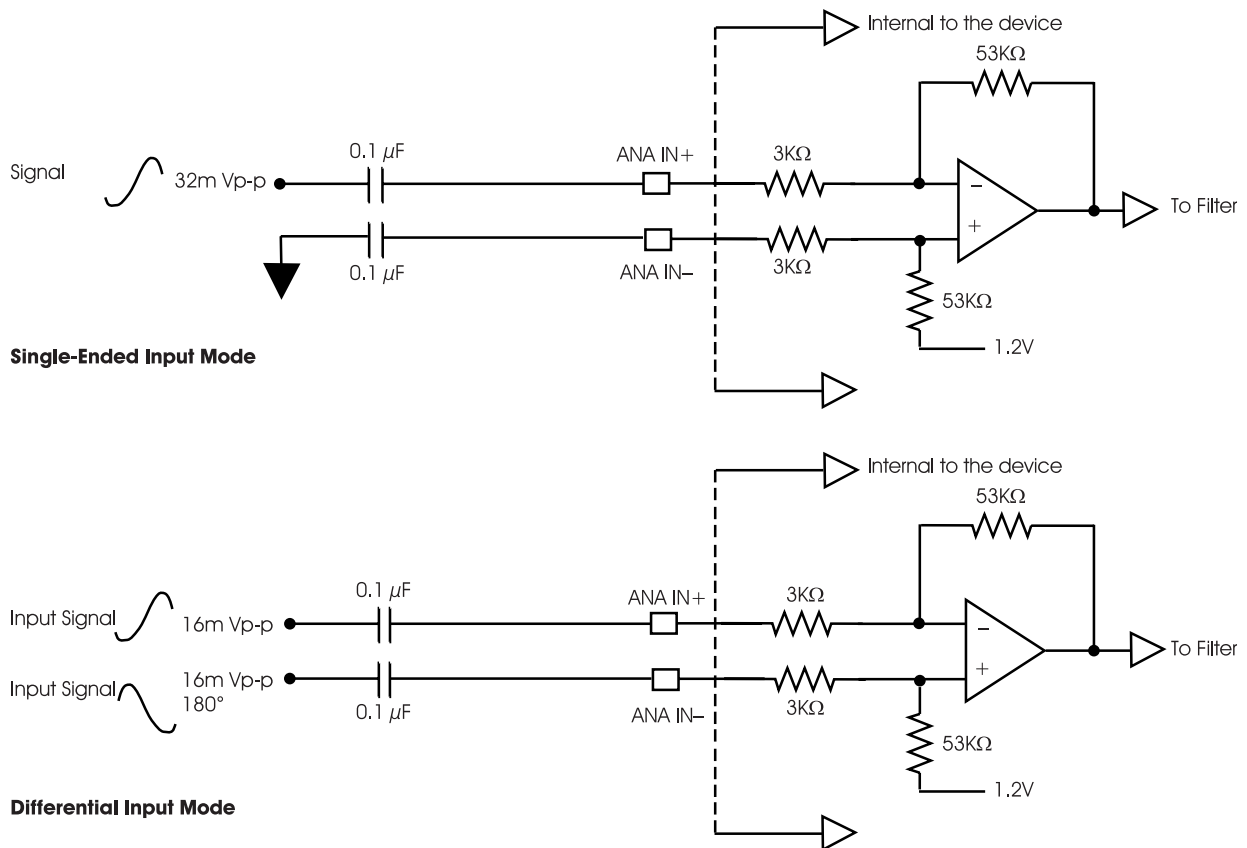 Internal to the device
53KΩ
0.1 µF
ANA IN+
3KΩ
Signal
32m Vp-p
−
To Filter
+
0.1 µF
ANA IN–
3KΩ
53KΩ
1.2V
Single-Ended Input Mode
Internal to the device
53KΩ
0.1 µF
ANA IN+
3KΩ
Input Signal
16m Vp-p
−
To Filter
Input Signal
16m Vp-p
180°
+
0.1 µF
ANA IN–
3KΩ
53KΩ
1.2V
Differential Input Mode